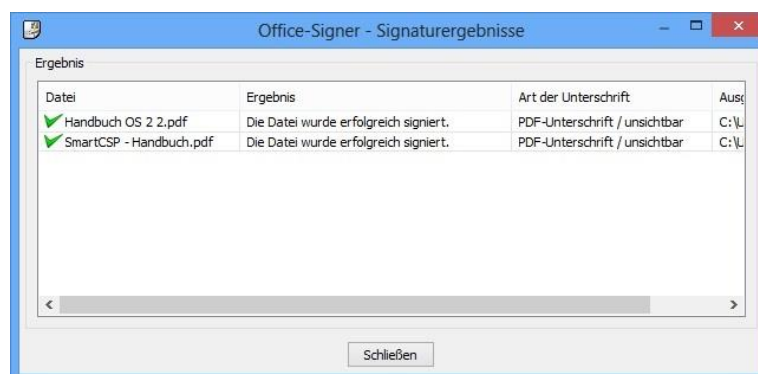 Office-Signer - Signaturergebnisse
Ergebnis
Datei Ergebnis Art der Unterschrift Ausg
Handbuch OS 2 2.pdf Die Datei wurde erfolgreich signiert. PDF-Unterschrift / unsichtbar C:\U
SmartCSP - Handbuch.pdf Die Datei wurde erfolgreich signiert. PDF-Unterschrift / unsichtbar C:\U
Schließen